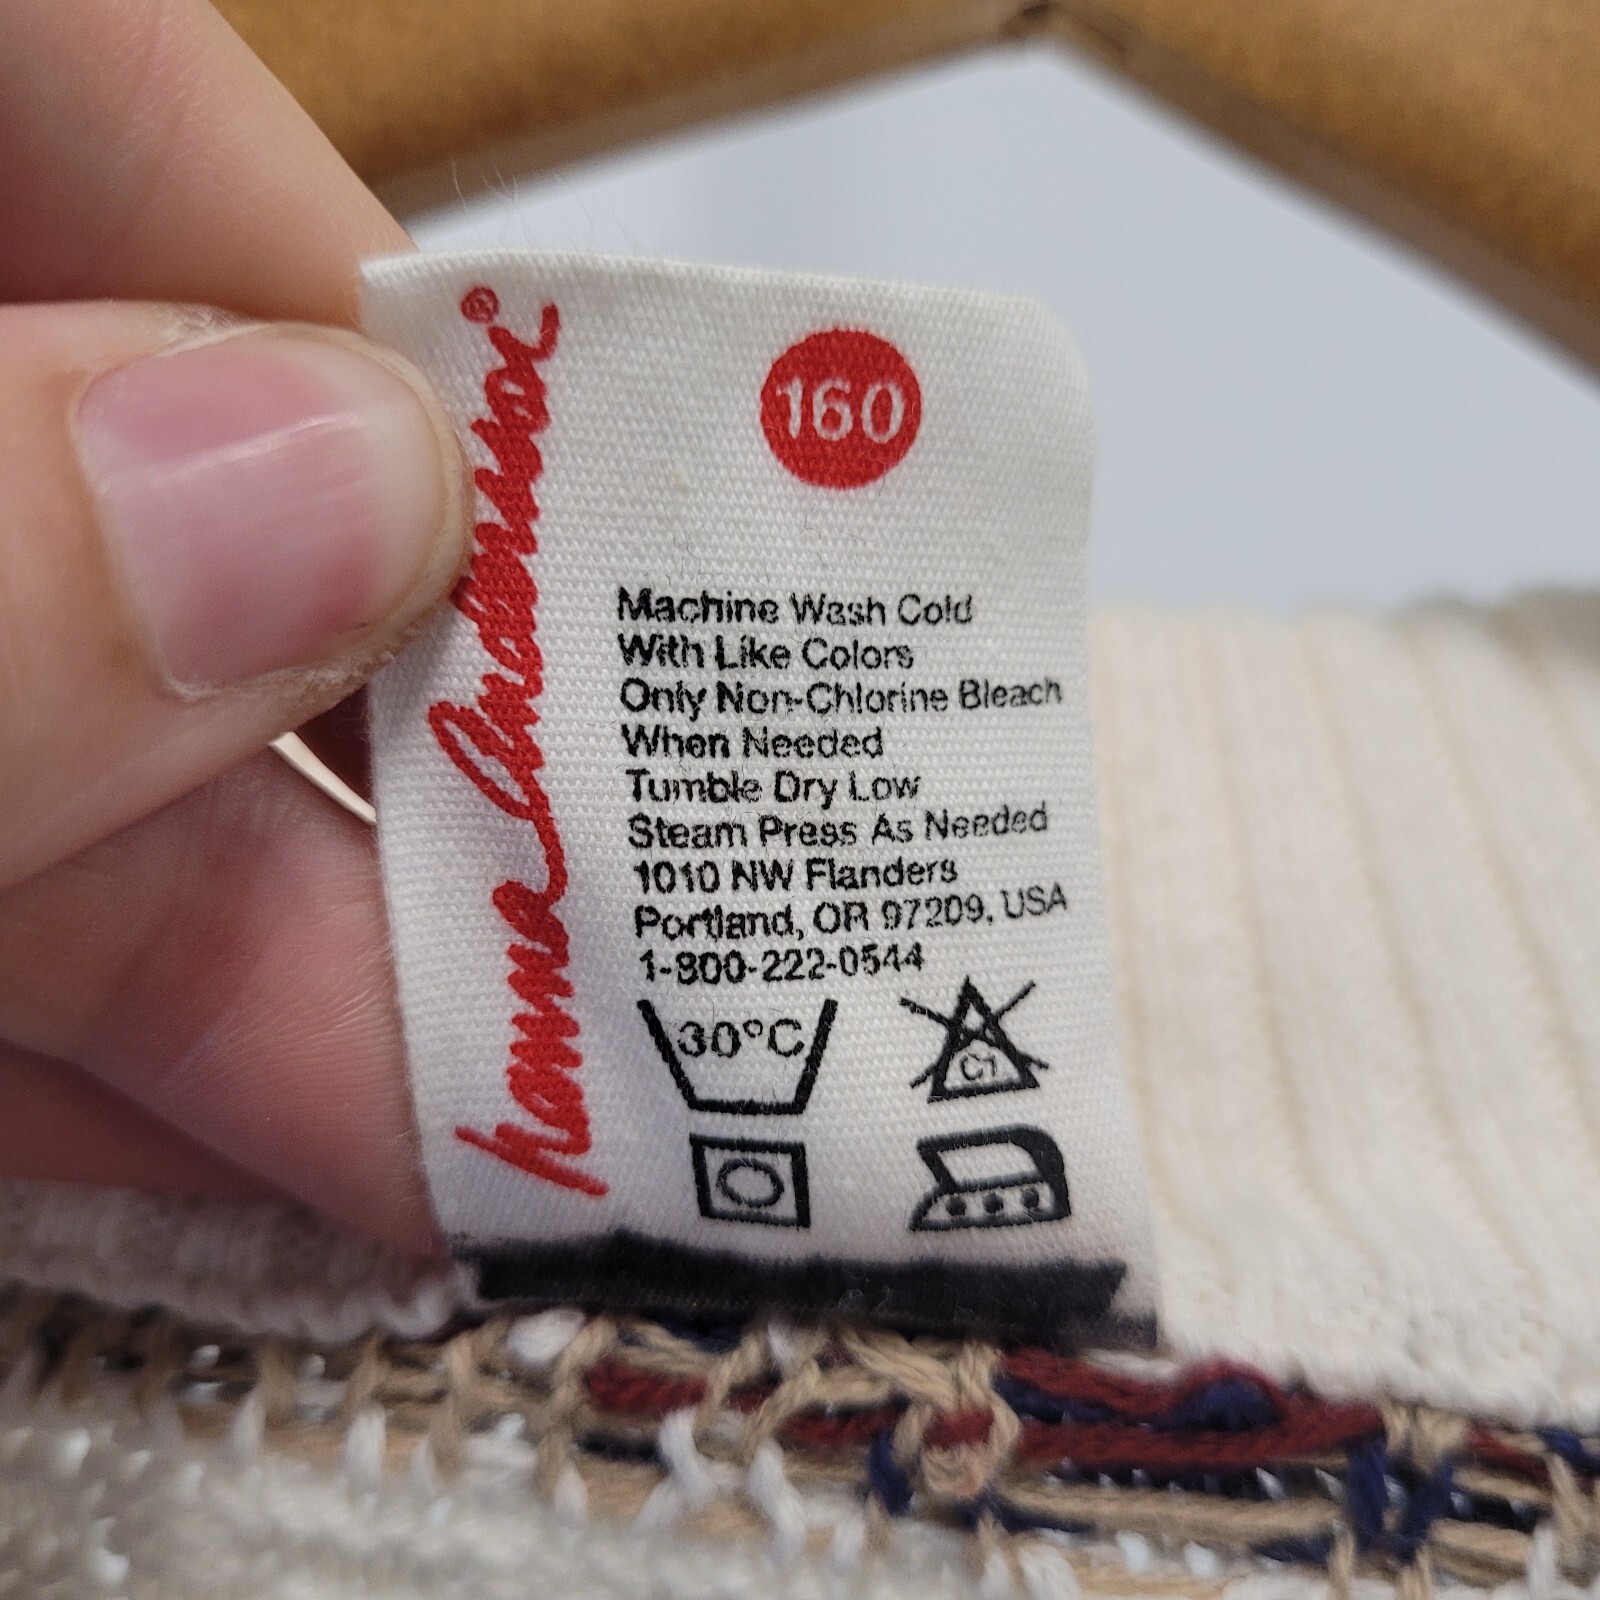 hanna Andersson®
160
Machine Wash Cold
With Like Colors
Only Non-Chlorine Bleach
When Needed
Tumble Dry Low
Steam Press As Needed
1010 NW Flanders
Portland, OR 97209, USA
1-800-222-0544
30°C
C1